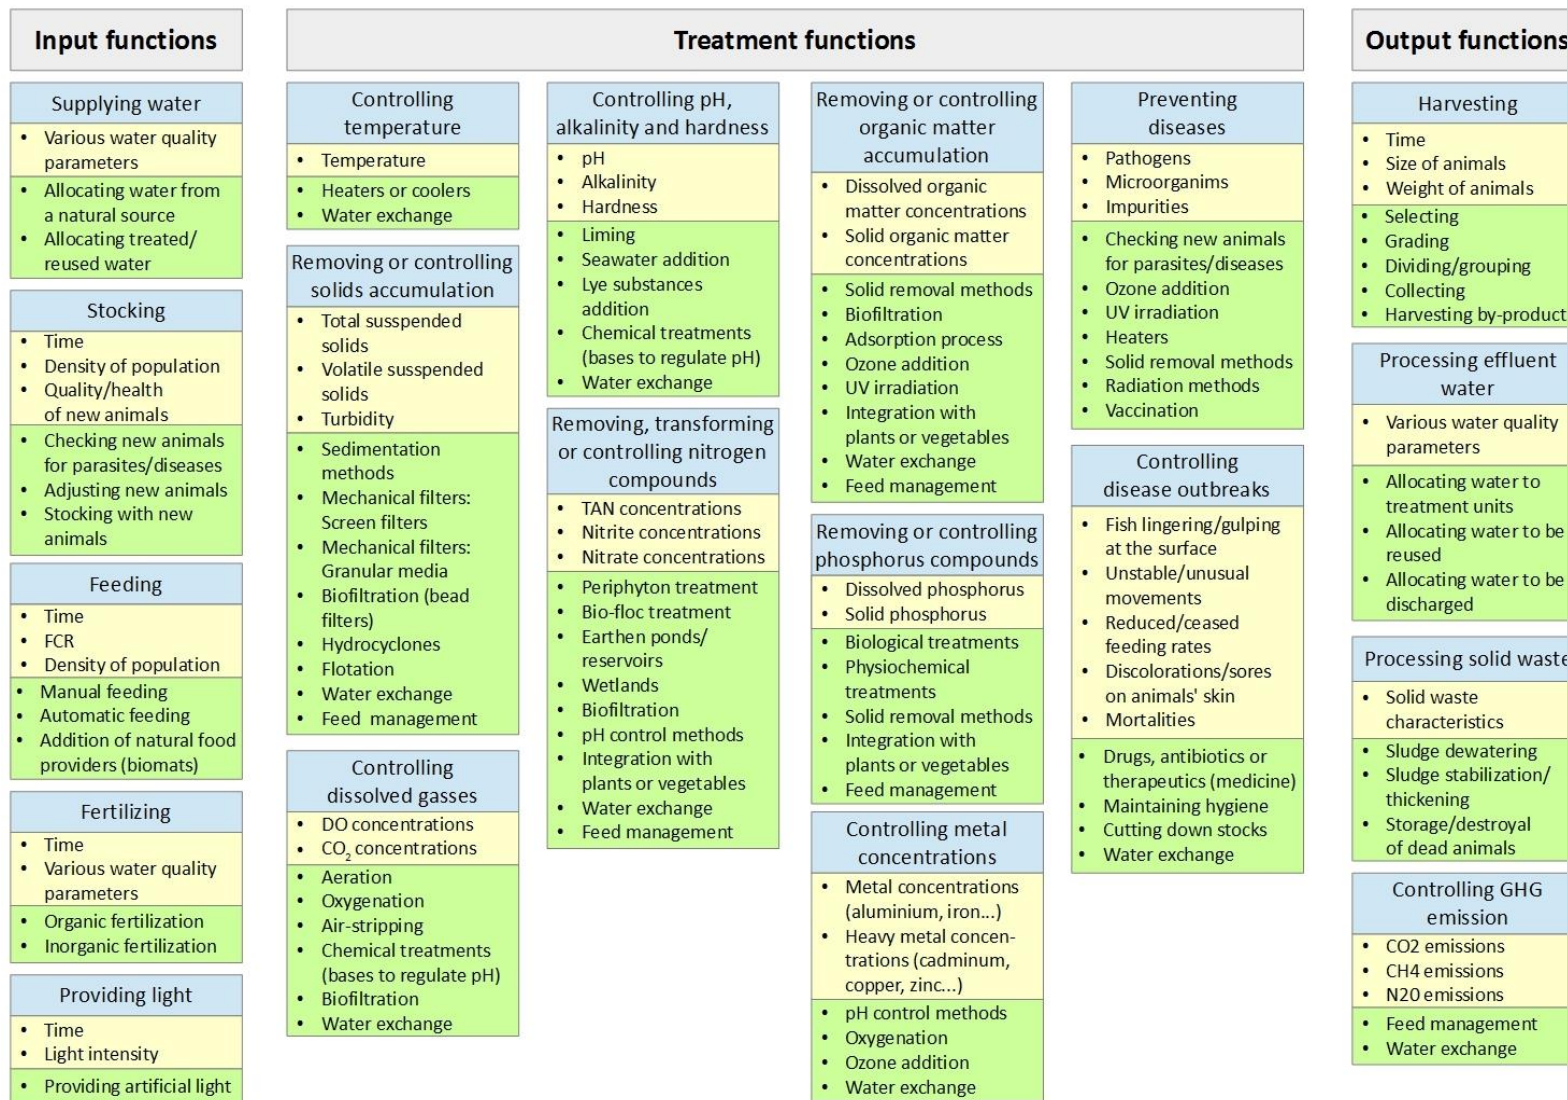 Input functions
Supplying water
• Various water quality
parameters
• Allocating water from
a natural source
• Allocating treated/
reused water
Stocking
• Time
• Density of population
• Quality/health
of new animals
• Checking new animals
for parasites/diseases
• Adjusting new animals
• Stocking with new
animals
Feeding
• Time
• FCR
• Density of population
• Manual feeding
• Automatic feeding
• Addition of natural food
providers (biomats)
Fertilizing
• Time
• Various water quality
parameters
• Organic fertilization
• Inorganic fertilization
Providing light
• Time
• Light intensity
• Providing artificial light
Treatment functions
Controlling
temperature
• Temperature
• Heaters or coolers
• Water exchange
Removing or controlling
solids accumulation
• Total susspended
solids
• Volatile susspended
solids
• Turbidity
• Sedimentation
methods
• Mechanical filters:
Screen filters
• Mechanical filters:
Granular media
• Biofiltration (bead
filters)
• Hydrocyclones
• Flotation
• Water exchange
• Feed management
Controlling
dissolved gasses
• DO concentrations
• CO₂ concentrations
• Aeration
• Oxygenation
• Air-stripping
• Chemical treatments
(bases to regulate pH)
• Biofiltration
• Water exchange
Controlling pH,
alkalinity and hardness
• pH
• Alkalinity
• Hardness
• Liming
• Seawater addition
• Lye substances
addition
• Chemical treatments
(bases to regulate pH)
• Water exchange
Removing, transforming
or controlling nitrogen
compounds
• TAN concentrations
• Nitrite concentrations
• Nitrate concentrations
• Periphyton treatment
• Bio-floc treatment
• Earthen ponds/
reservoirs
• Wetlands
• Biofiltration
• pH control methods
• Integration with
plants or vegetables
• Water exchange
• Feed management
Removing or controlling
organic matter
accumulation
• Dissolved organic
matter concentrations
• Solid organic matter
concentrations
• Solid removal methods
• Biofiltration
• Adsorption process
• Ozone addition
• UV irradiation
• Integration with
plants or vegetables
• Water exchange
• Feed management
Removing or controlling
phosphorus compounds
• Dissolved phosphorus
• Solid phosphorus
• Biological treatments
• Physiochemical
treatments
• Solid removal methods
• Integration with
plants or vegetables
• Feed management
Controlling metal
concentrations
• Metal concentrations
(aluminium, iron...)
• Heavy metal concen-
trations (cadminum,
copper, zinc...)
• pH control methods
• Oxygenation
• Ozone addition
• Water exchange
Preventing
diseases
• Pathogens
• Microorganims
• Impurities
• Checking new animals
for parasites/diseases
• Ozone addition
• UV irradiation
• Heaters
• Solid removal methods
• Radiation methods
• Vaccination
Controlling
disease outbreaks
• Fish lingering/gulping
at the surface
• Unstable/unusual
movements
• Reduced/ceased
feeding rates
• Discolorations/sores
on animals' skin
• Mortalities
• Drugs, antibiotics or
therapeutics (medicine)
• Maintaining hygiene
• Cutting down stocks
• Water exchange
Output functions
Harvesting
• Time
• Size of animals
• Weight of animals
• Selecting
• Grading
• Dividing/grouping
• Collecting
• Harvesting by-product
Processing effluent
water
• Various water quality
parameters
• Allocating water to
treatment units
• Allocating water to be
reused
• Allocating water to be
discharged
Processing solid waste
• Solid waste
characteristics
• Sludge dewatering
• Sludge stabilization/
thickening
• Storage/destroyal
of dead animals
Controlling GHG
emission
• CO2 emissions
• CH4 emissions
• N20 emissions
• Feed management
• Water exchange